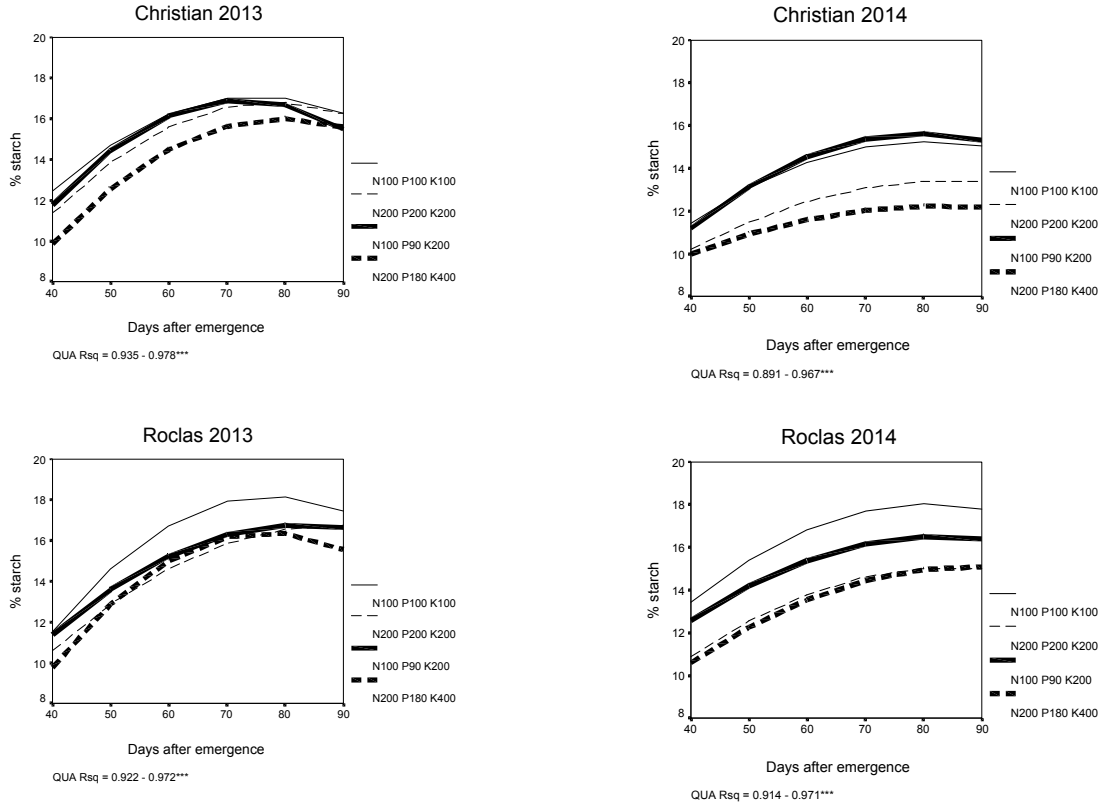 Christian 2013
20
18
16
14
12
10
8
% starch
40 50 60 70 80 90
Days after emergence
N100 P100 K100
N200 P200 K200
N100 P90 K200
N200 P180 K400
QUA Rsq = 0.935 - 0.978***
Christian 2014
20
18
16
14
12
10
8
% starch
40 50 60 70 80 90
Days after emergence
N100 P100 K100
N200 P200 K200
N100 P90 K200
N200 P180 K400
QUA Rsq = 0.891 - 0.967***
Roclas 2013
20
18
16
14
12
10
8
% starch
40 50 60 70 80 90
Days after emergence
N100 P100 K100
N200 P200 K200
N100 P90 K200
N200 P180 K400
QUA Rsq = 0.922 - 0.972***
Roclas 2014
20
18
16
14
12
10
8
% starch
40 50 60 70 80 90
Days after emergence
N100 P100 K100
N200 P200 K200
N100 P90 K200
N200 P180 K400
QUA Rsq = 0.914 - 0.971***